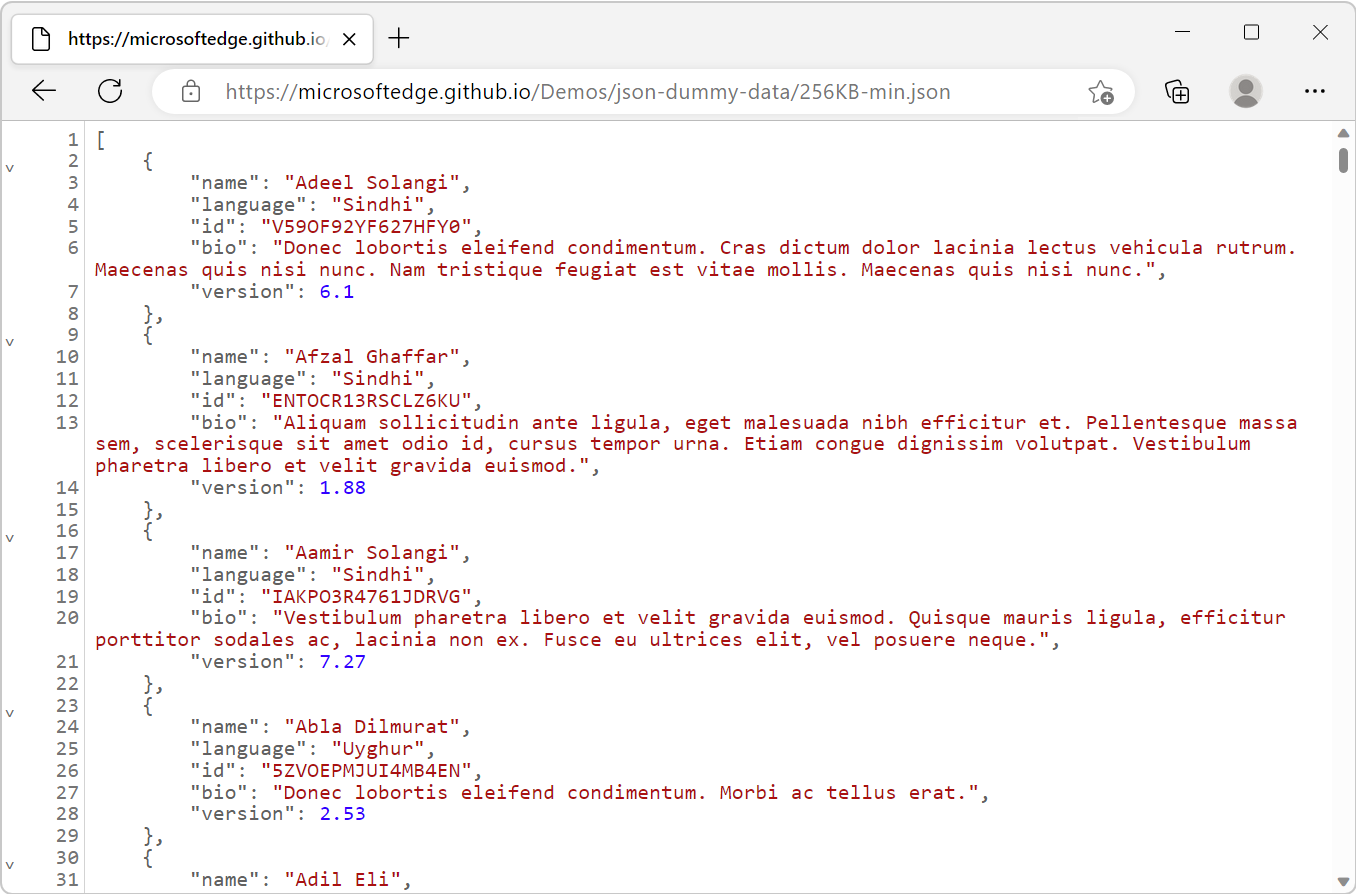 https://microsoftedge.github.io/
https://microsoftedge.github.io/Demos/json-dummy-data/256KB-min.json
1 [
2 {
3 "name": "Adeel Solangi",
4 "language": "Sindhi",
5 "id": "V59OF92YF627HFY0",
6 "bio": "Donec lobortis eleifend condimentum. Cras dictum dolor lacinia lectus vehicula rutrum.
Maecenas quis nisi nunc. Nam tristique feugiat est vitae mollis. Maecenas quis nisi nunc.",
7 "version": 6.1
8 },
9 {
10 "name": "Afzal Ghaffar",
11 "language": "Sindhi",
12 "id": "ENTOCR13RSCLZ6KU",
13 "bio": "Aliquam sollicitudin ante ligula, eget malesuada nibh efficitur et. Pellentesque massa
sem, scelerisque sit amet odio id, cursus tempor urna. Etiam congue dignissim volutpat. Vestibulum
pharetra libero et velit gravida euismod.",
14 "version": 1.88
15 },
16 {
17 "name": "Aamir Solangi",
18 "language": "Sindhi",
19 "id": "IAKPO3R4761JDRVG",
20 "bio": "Vestibulum pharetra libero et velit gravida euismod. Quisque mauris ligula, efficitur
porttitor sodales ac, lacinia non ex. Fusce eu ultrices elit, vel posuere neque.",
21 "version": 7.27
22 },
23 {
24 "name": "Abla Dilmurat",
25 "language": "Uyghur",
26 "id": "5ZVOEPMJUI4MB4EN",
27 "bio": "Donec lobortis eleifend condimentum. Morbi ac tellus erat.",
28 "version": 2.53
29 },
30 {
31 "name": "Adil Eli",